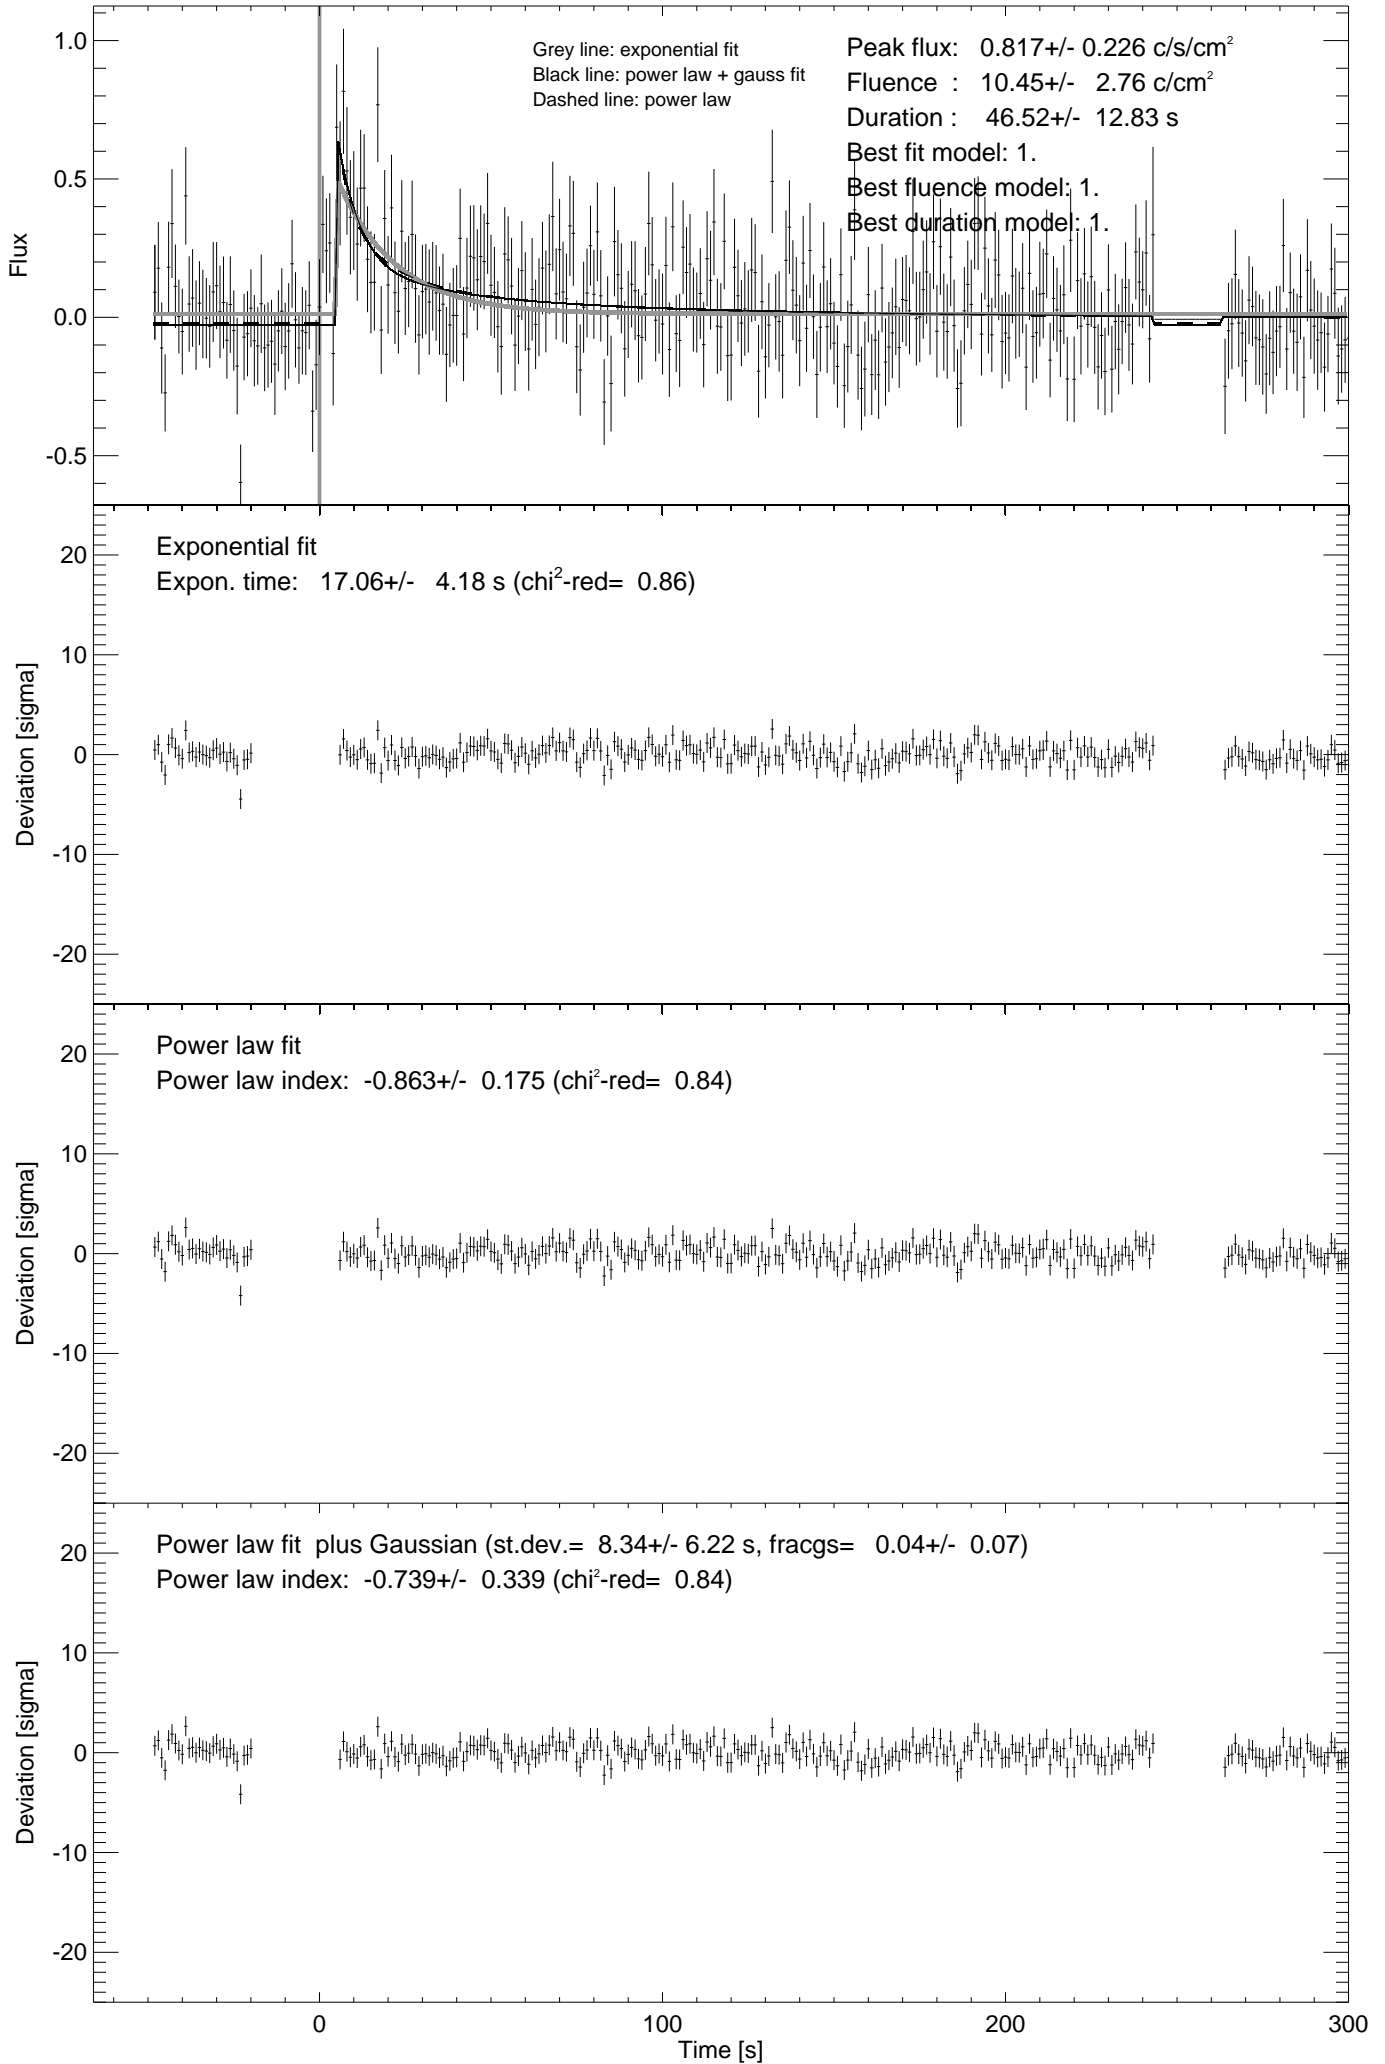 Grey line: exponential fit
Black line: power law + gauss fit
Dashed line: power law
Peak flux: 0.817+/- 0.226 c/s/cm²
Fluence : 10.45+/- 2.76 c/cm²
Duration : 46.52+/- 12.83 s
Best fit model: 1.
Best fluence model: 1.
Best duration model: 1.
1.0
0.5
0.0
-0.5
Flux
Exponential fit
Expon. time: 17.06+/- 4.18 s (chi²-red= 0.86)
20
10
0
-10
-20
Deviation [sigma]
Power law fit
Power law index: -0.863+/- 0.175 (chi²-red= 0.84)
20
10
0
-10
-20
Deviation [sigma]
Power law fit plus Gaussian (st.dev.= 8.34+/- 6.22 s, fracgs= 0.04+/- 0.07)
Power law index: -0.739+/- 0.339 (chi²-red= 0.84)
20
10
0
-10
-20
Deviation [sigma]
0 100 200 300
Time [s]